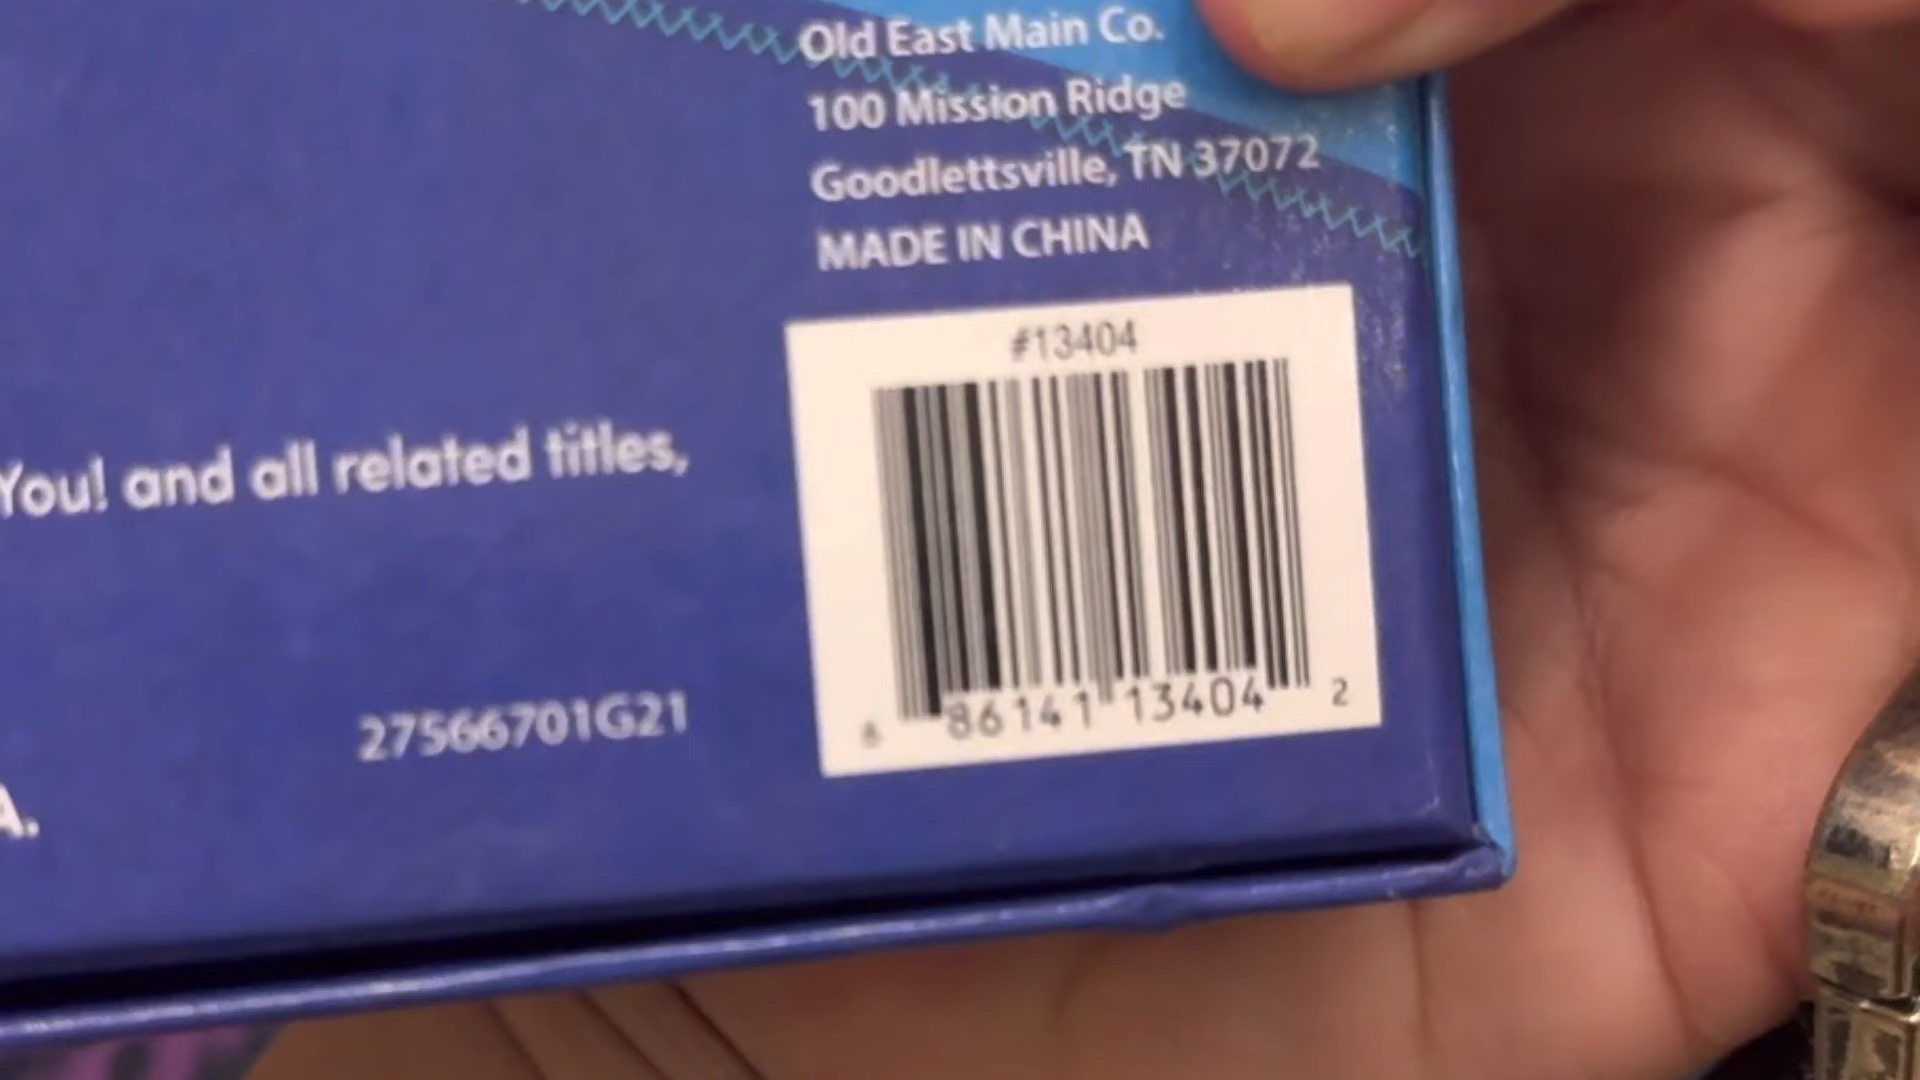 Old East Main Co.
100 Mission Ridge
Goodlettsville, TN 37072
MADE IN CHINA
#13404
You! and all related titles,
27566701G21
6 86141 13404 2
A.